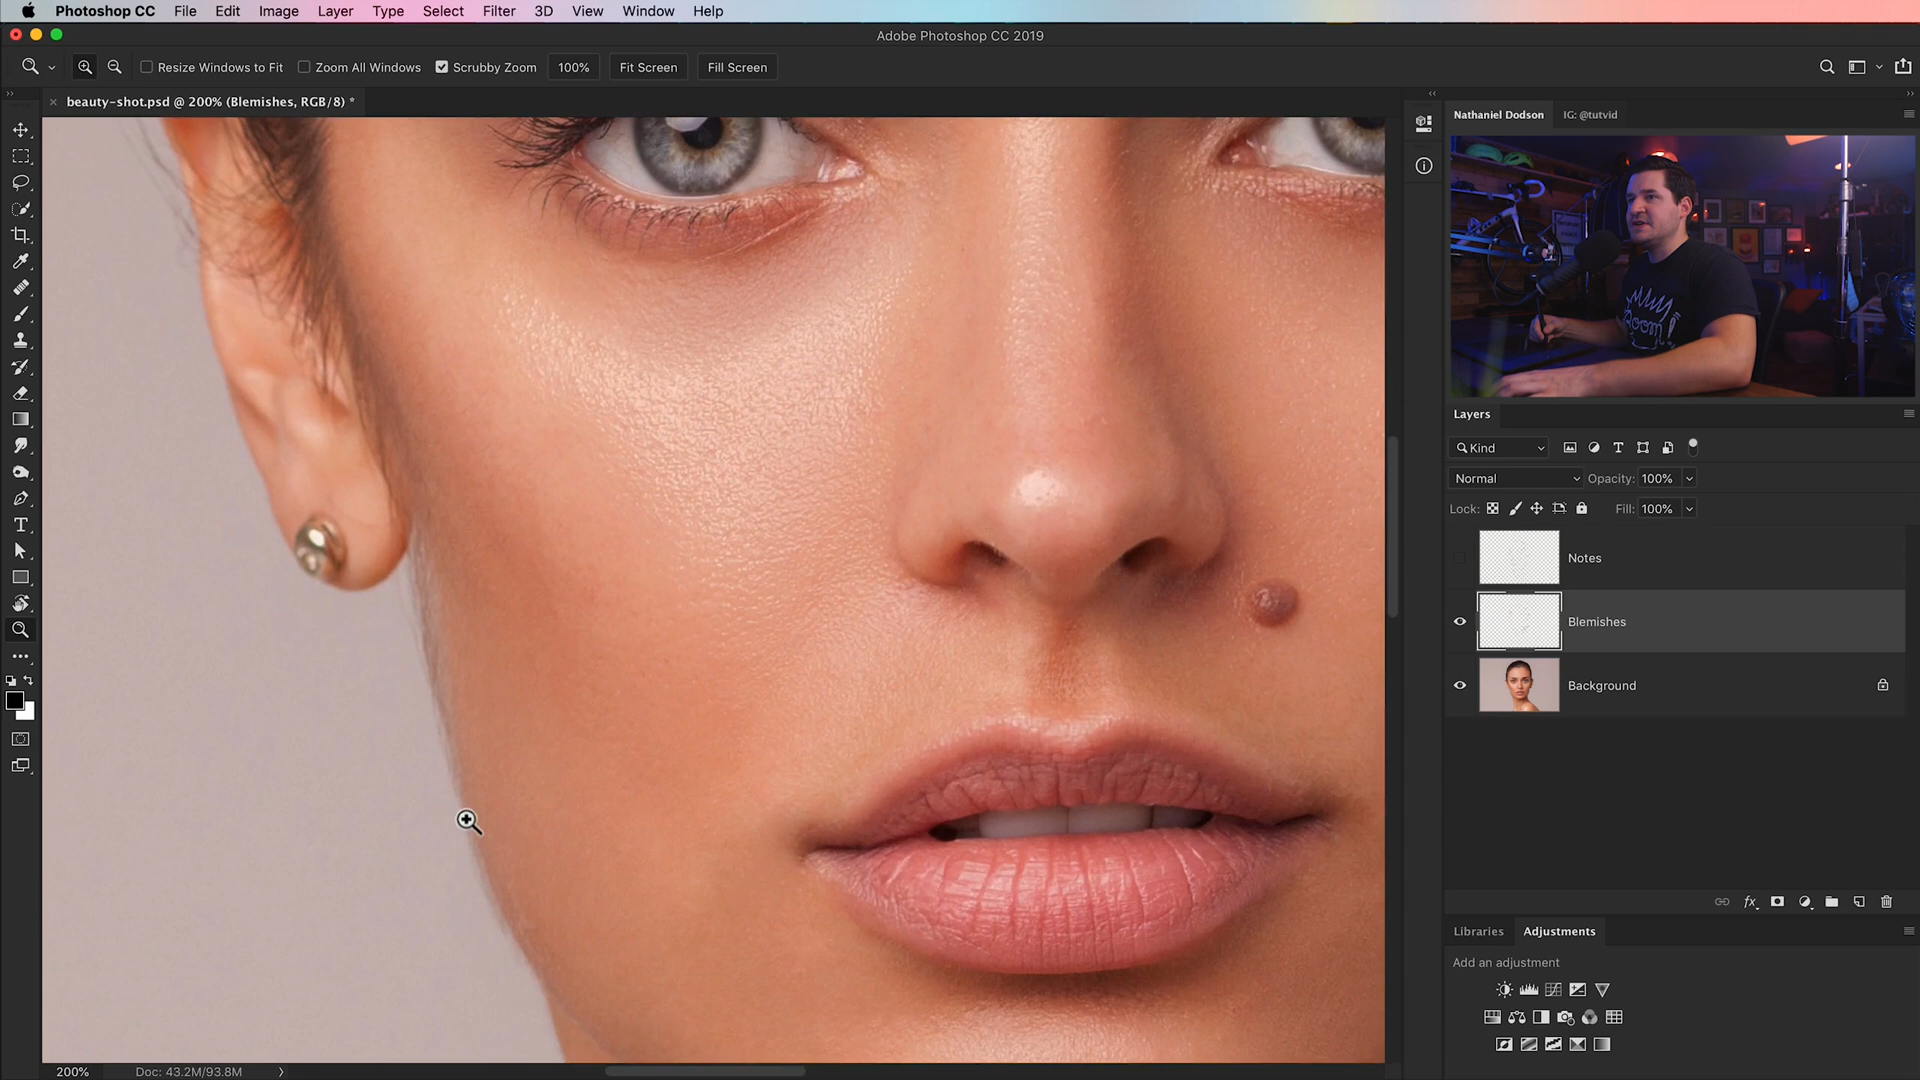 Photoshop CC File Edit Image Layer Type Select Filter 3D View Window Help
Adobe Photoshop CC 2019
Resize Windows to Fit Zoom All Windows Scrubby Zoom 100% Fit Screen Fill Screen
beauty-shot.psd @ 200% (Blemishes, RGB/8) *
Nathaniel Dodson IG: @tutvid
Boom!
Layers
Kind
Normal Opacity: 100%
Lock: Fill: 100%
Notes
Blemishes
Background
fx
Libraries Adjustments
Add an adjustment
200% Doc: 43.2M/93.8M